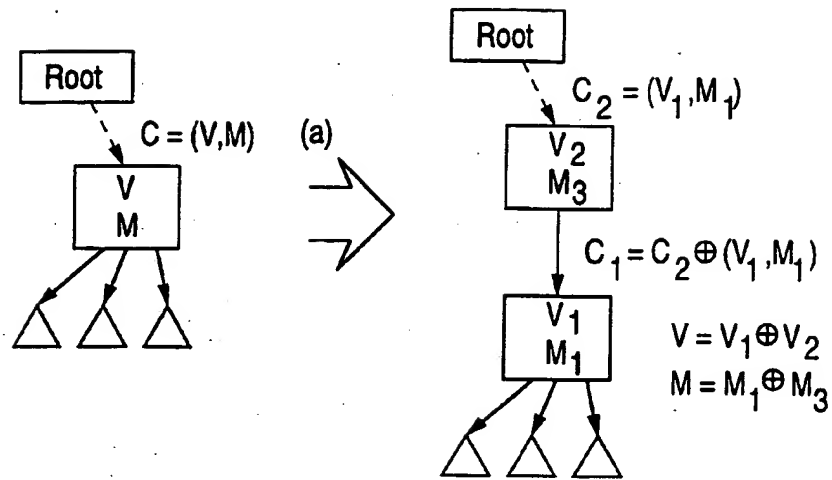 Root
C = (V,M)
V
M
(a)
Root
C₂ = (V₁,M₁)
V₂
M₃
C₁ = C₂ ⊕ (V₁,M₁)
V₁
M₁
V = V₁ ⊕ V₂
M = M₁ ⊕ M₃